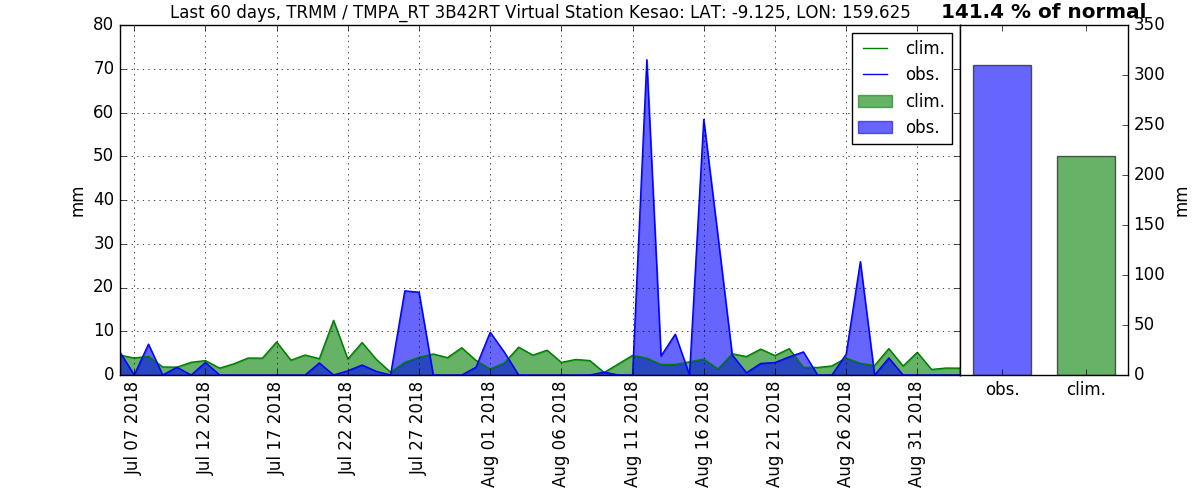 Last 60 days, TRMM / TMPA_RT 3B42RT Virtual Station Kesao: LAT: -9.125, LON: 159.625
141.4 % of normal
80
70
60
50
40
30
20
10
0
mm
clim.
obs.
clim.
obs.
Jul 07 2018
Jul 12 2018
Jul 17 2018
Jul 22 2018
Jul 27 2018
Aug 01 2018
Aug 06 2018
Aug 11 2018
Aug 16 2018
Aug 21 2018
Aug 26 2018
Aug 31 2018
350
300
250
200
150
100
50
0
mm
obs.
clim.